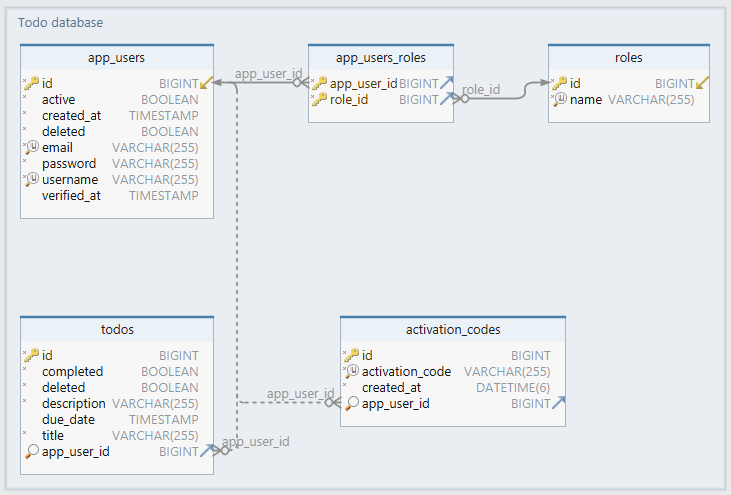 Todo database
app_users
id BIGINT
active BOOLEAN
created_at TIMESTAMP
deleted BOOLEAN
email VARCHAR(255)
password VARCHAR(255)
username VARCHAR(255)
verified_at TIMESTAMP
app_user_id
app_users_roles
app_user_id BIGINT
role_id BIGINT
role_id
roles
id BIGINT
name VARCHAR(255)
todos
id BIGINT
completed BOOLEAN
deleted BOOLEAN
description VARCHAR(255)
due_date TIMESTAMP
title VARCHAR(255)
app_user_id BIGINT
app_user_id
app_user_id
activation_codes
id BIGINT
activation_code VARCHAR(255)
created_at DATETIME(6)
app_user_id BIGINT